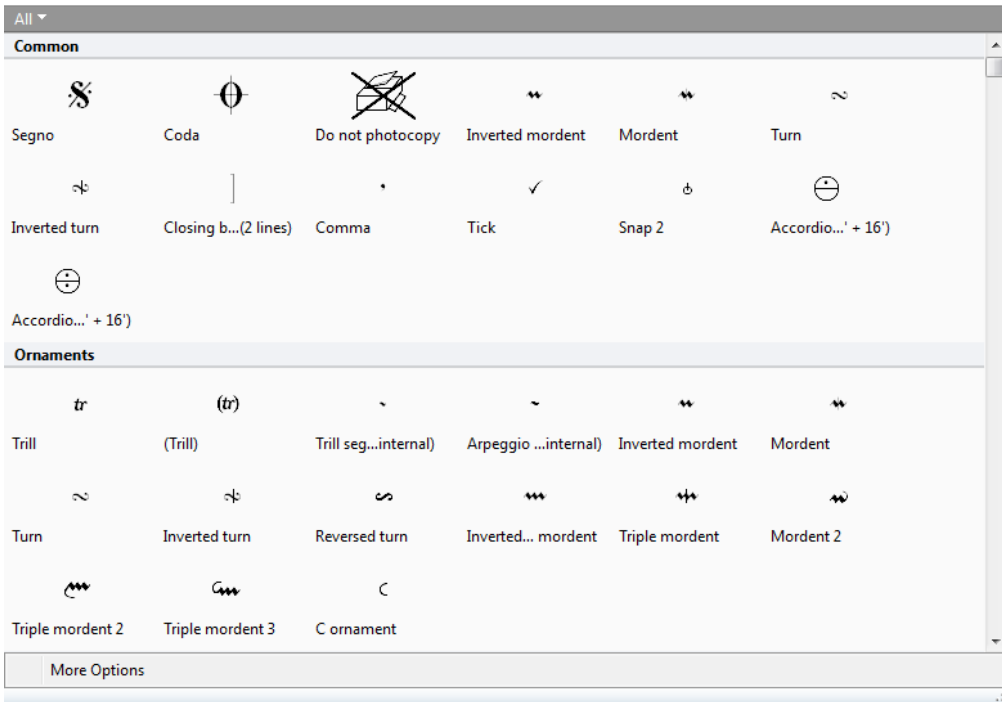 All
Common
Segno Coda Do not photocopy Inverted mordent Mordent Turn
Inverted turn Closing b...(2 lines) Comma Tick Snap 2 Accordio...' + 16')
Accordio...' + 16')
Ornaments
tr (tr)
Trill (Trill) Trill seg...internal) Arpeggio ...internal) Inverted mordent Mordent
Turn Inverted turn Reversed turn Inverted... mordent Triple mordent Mordent 2
Triple mordent 2 Triple mordent 3 C ornament
More Options